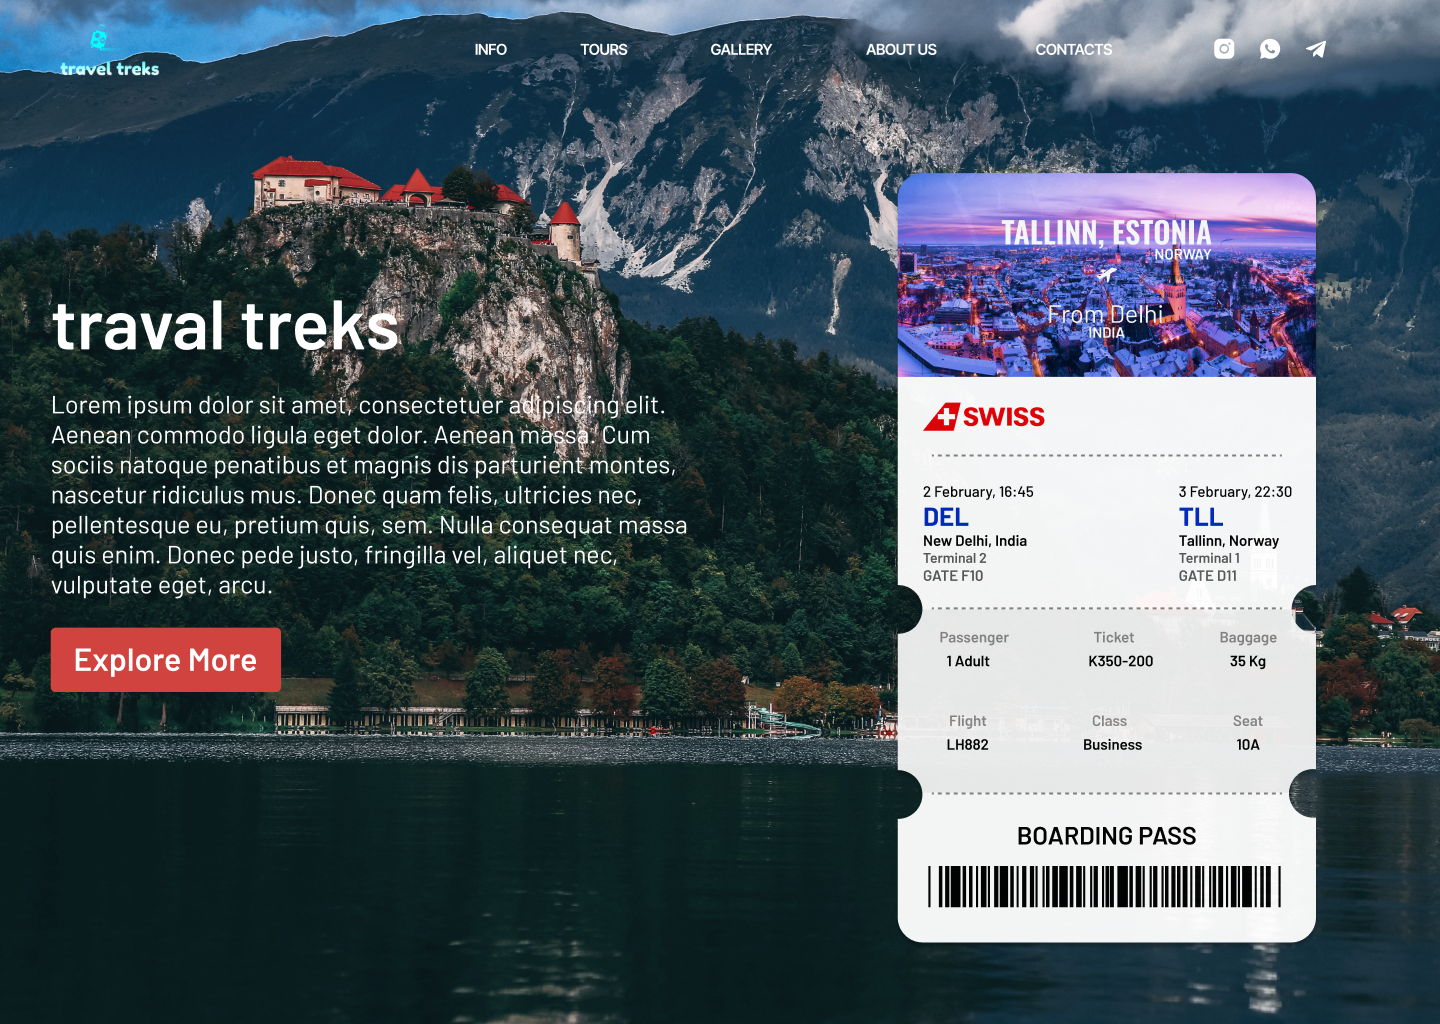 travel treks
INFO TOURS GALLERY ABOUT US CONTACTS
traval treks
Lorem ipsum dolor sit amet, consectetuer adipiscing elit.
Aenean commodo ligula eget dolor. Aenean massa. Cum
sociis natoque penatibus et magnis dis parturient montes,
nascetur ridiculus mus. Donec quam felis, ultricies nec,
pellentesque eu, pretium quis, sem. Nulla consequat massa
quis enim. Donec pede justo, fringilla vel, aliquet nec,
vulputate eget, arcu.
Explore More
TALLINN, ESTONIA
NORWAY
From Delhi
INDIA
SWISS
2 February, 16:45 3 February, 22:30
DEL TLL
New Delhi, India Tallinn, Norway
Terminal 2 Terminal 1
GATE F10 GATE D11
Passenger Ticket Baggage
1 Adult K350-200 35 Kg
Flight Class Seat
LH882 Business 10A
BOARDING PASS